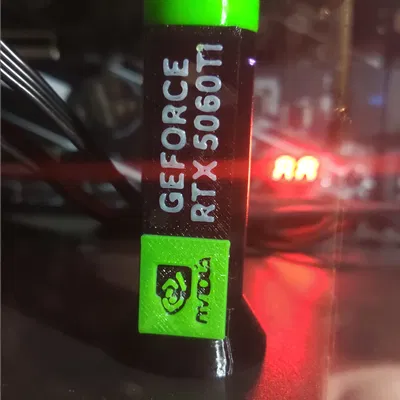 GEFORCE
RTX 5060TI
nVIDIA